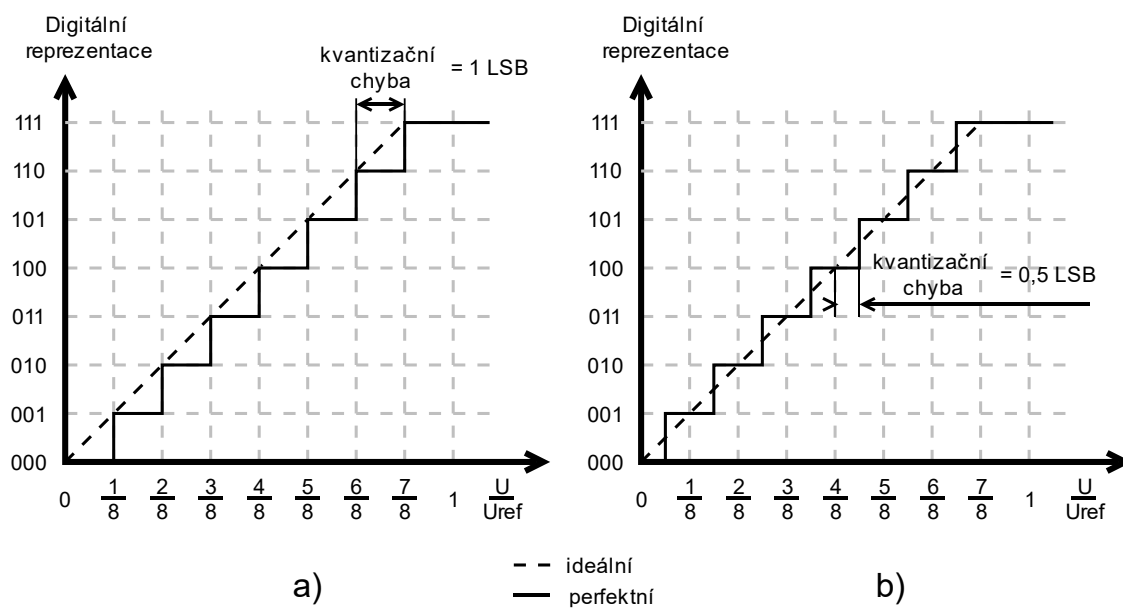 Digitální
reprezentace
kvantizační
chyba
= 1 LSB
111
110
101
100
011
010
001
000
0
1
8
2
8
3
8
4
8
5
8
6
8
7
8
1
U
Uref
a)
Digitální
reprezentace
111
110
101
100
011
010
001
000
kvantizační
chyba
= 0,5 LSB
0
1
8
2
8
3
8
4
8
5
8
6
8
7
8
1
U
Uref
b)
ideální
perfektní